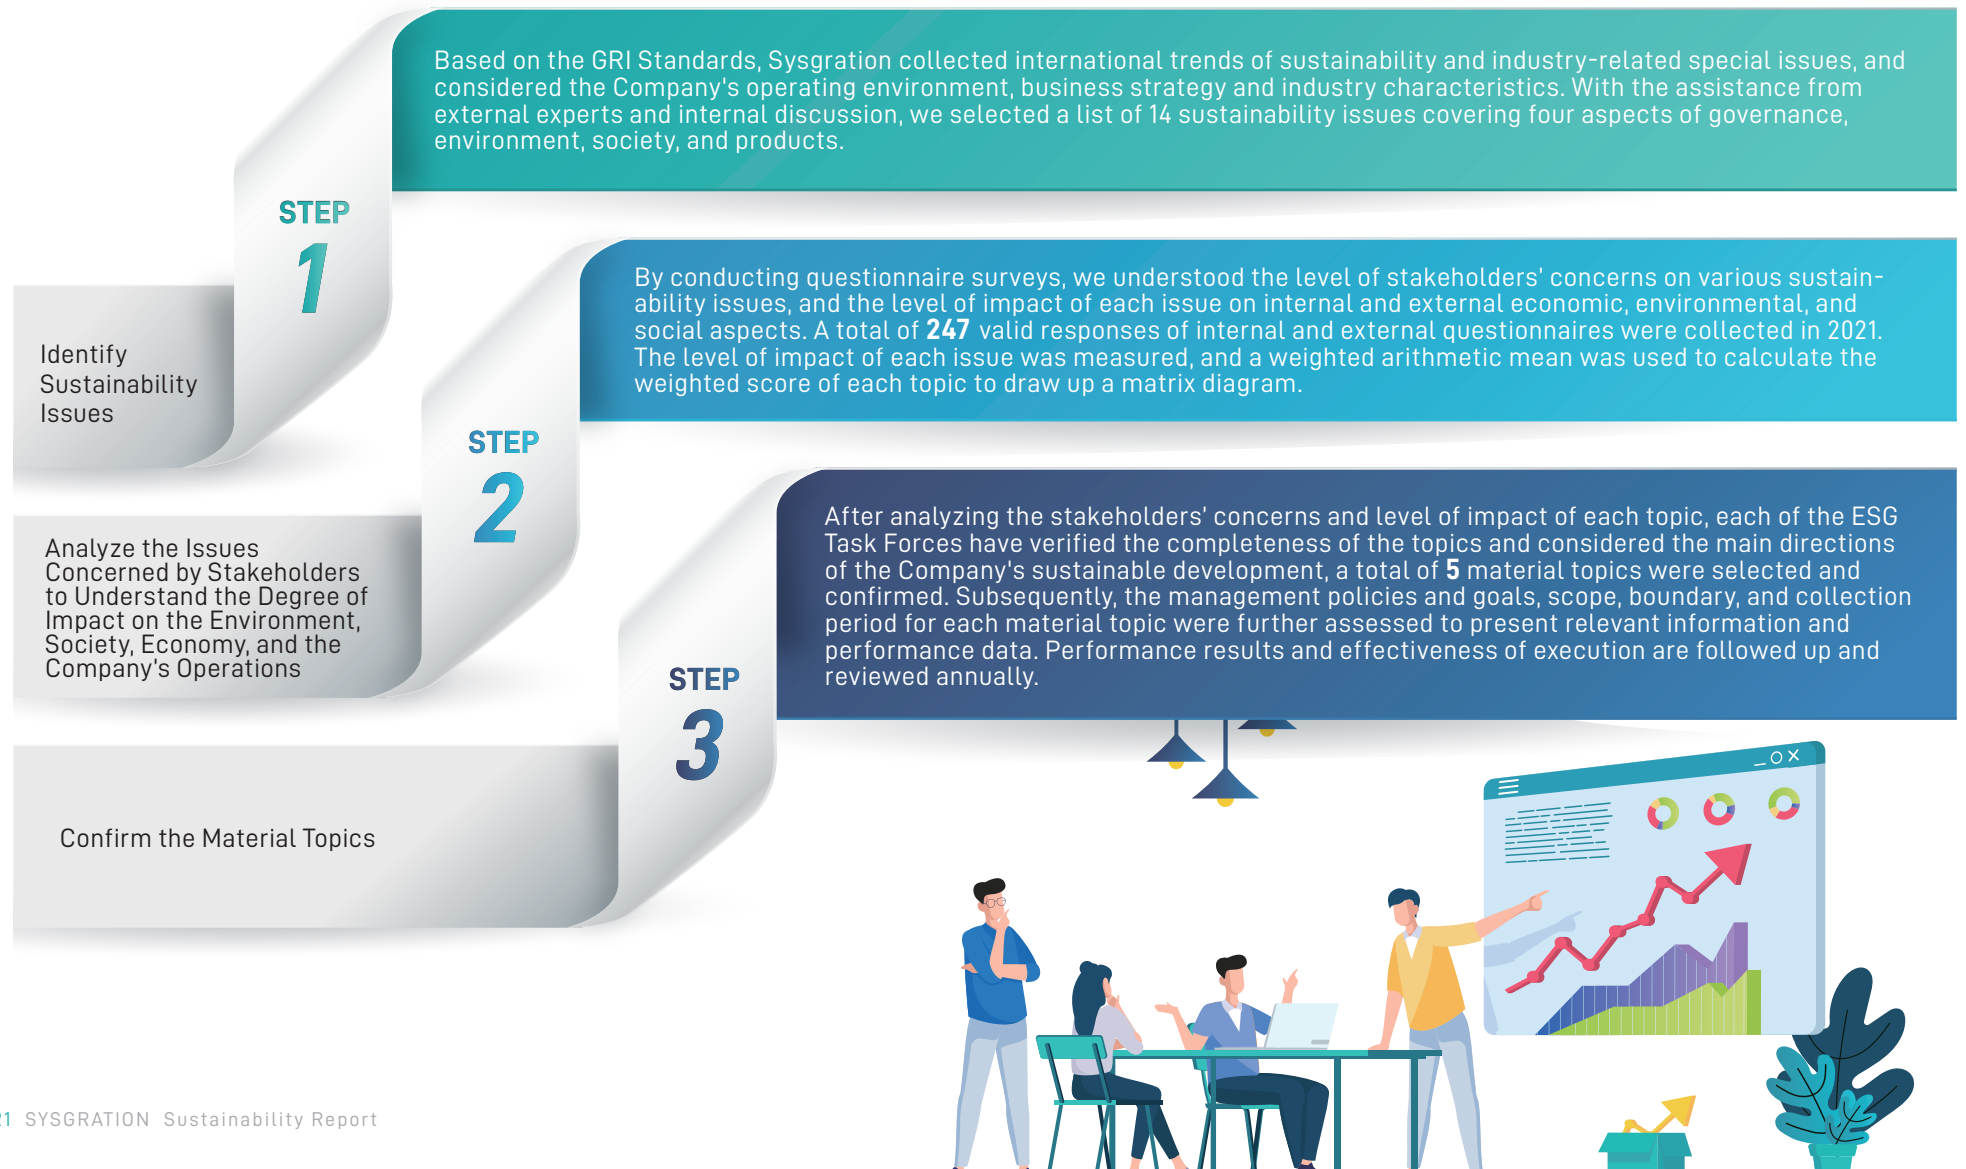 Based on the GRI Standards, Sysgration collected international trends of sustainability and industry-related special issues, and
considered the Company's operating environment, business strategy and industry characteristics. With the assistance from
external experts and internal discussion, we selected a list of 14 sustainability issues covering four aspects of governance,
environment, society, and products.
STEP
1
Identify
Sustainability
Issues
By conducting questionnaire surveys, we understood the level of stakeholders' concerns on various sustain-
ability issues, and the level of impact of each issue on internal and external economic, environmental, and
social aspects. A total of 247 valid responses of internal and external questionnaires were collected in 2021.
The level of impact of each issue was measured, and a weighted arithmetic mean was used to calculate the
weighted score of each topic to draw up a matrix diagram.
STEP
2
Analyze the Issues
Concerned by Stakeholders
to Understand the Degree of
Impact on the Environment,
Society, Economy, and the
Company's Operations
After analyzing the stakeholders' concerns and level of impact of each topic, each of the ESG
Task Forces have verified the completeness of the topics and considered the main directions
of the Company's sustainable development, a total of 5 material topics were selected and
confirmed. Subsequently, the management policies and goals, scope, boundary, and collection
period for each material topic were further assessed to present relevant information and
performance data. Performance results and effectiveness of execution are followed up and
reviewed annually.
STEP
3
Confirm the Material Topics
21 SYSGRATION Sustainability Report